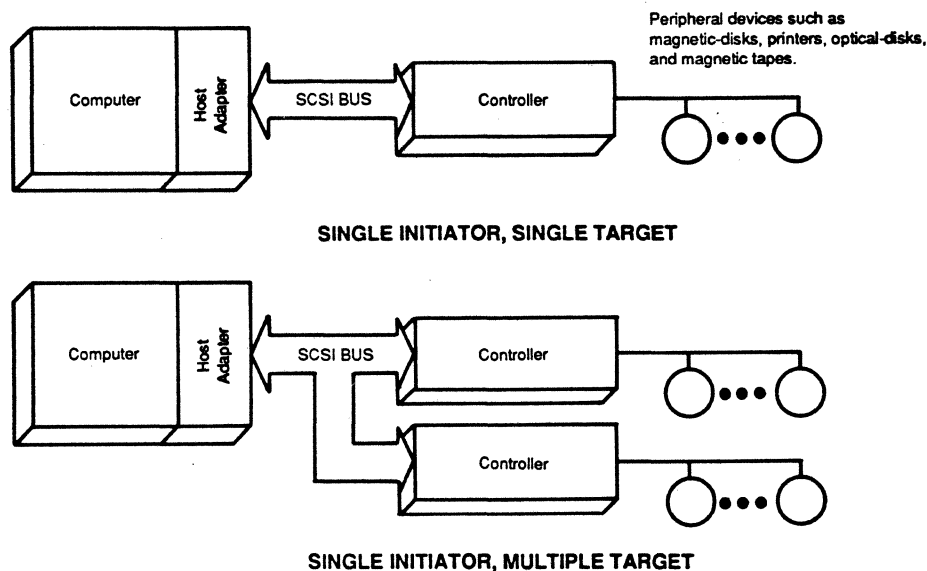 Peripheral devices such as
magnetic-disks, printers, optical-disks,
and magnetic tapes.
Computer
Host
Adapter
SCSI BUS
Controller
SINGLE INITIATOR, SINGLE TARGET
Computer
Host
Adapter
SCSI BUS
Controller
Controller
SINGLE INITIATOR, MULTIPLE TARGET